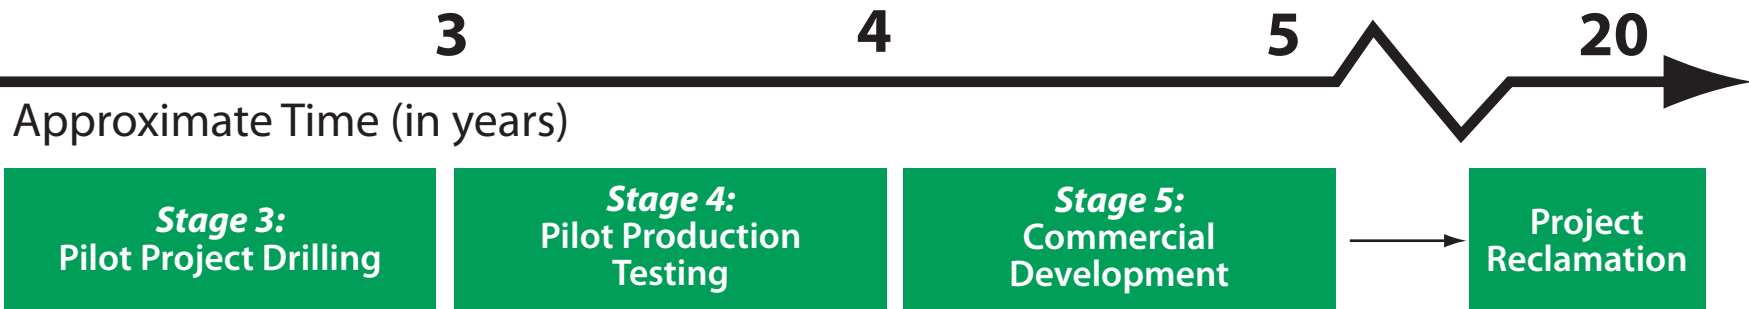 3 4 5 20
Approximate Time (in years)
Stage 3:
Pilot Project Drilling
Stage 4:
Pilot Production
Testing
Stage 5:
Commercial
Development
Project
Reclamation